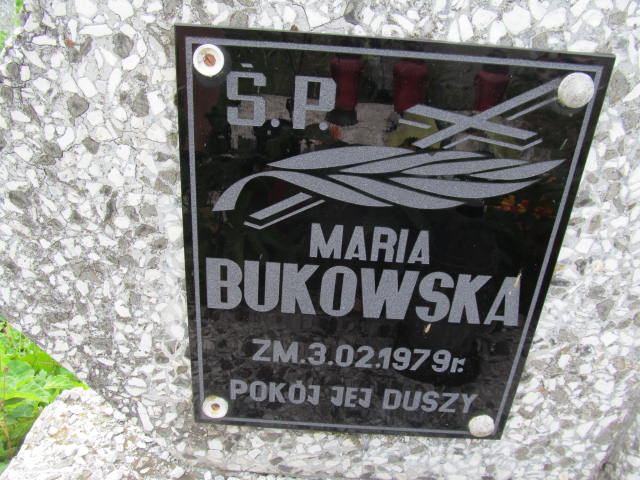 Ś.P.
MARIA
BUKOWSKA
ZM.3.02.1979r.
POKÓJ JEJ DUSZY